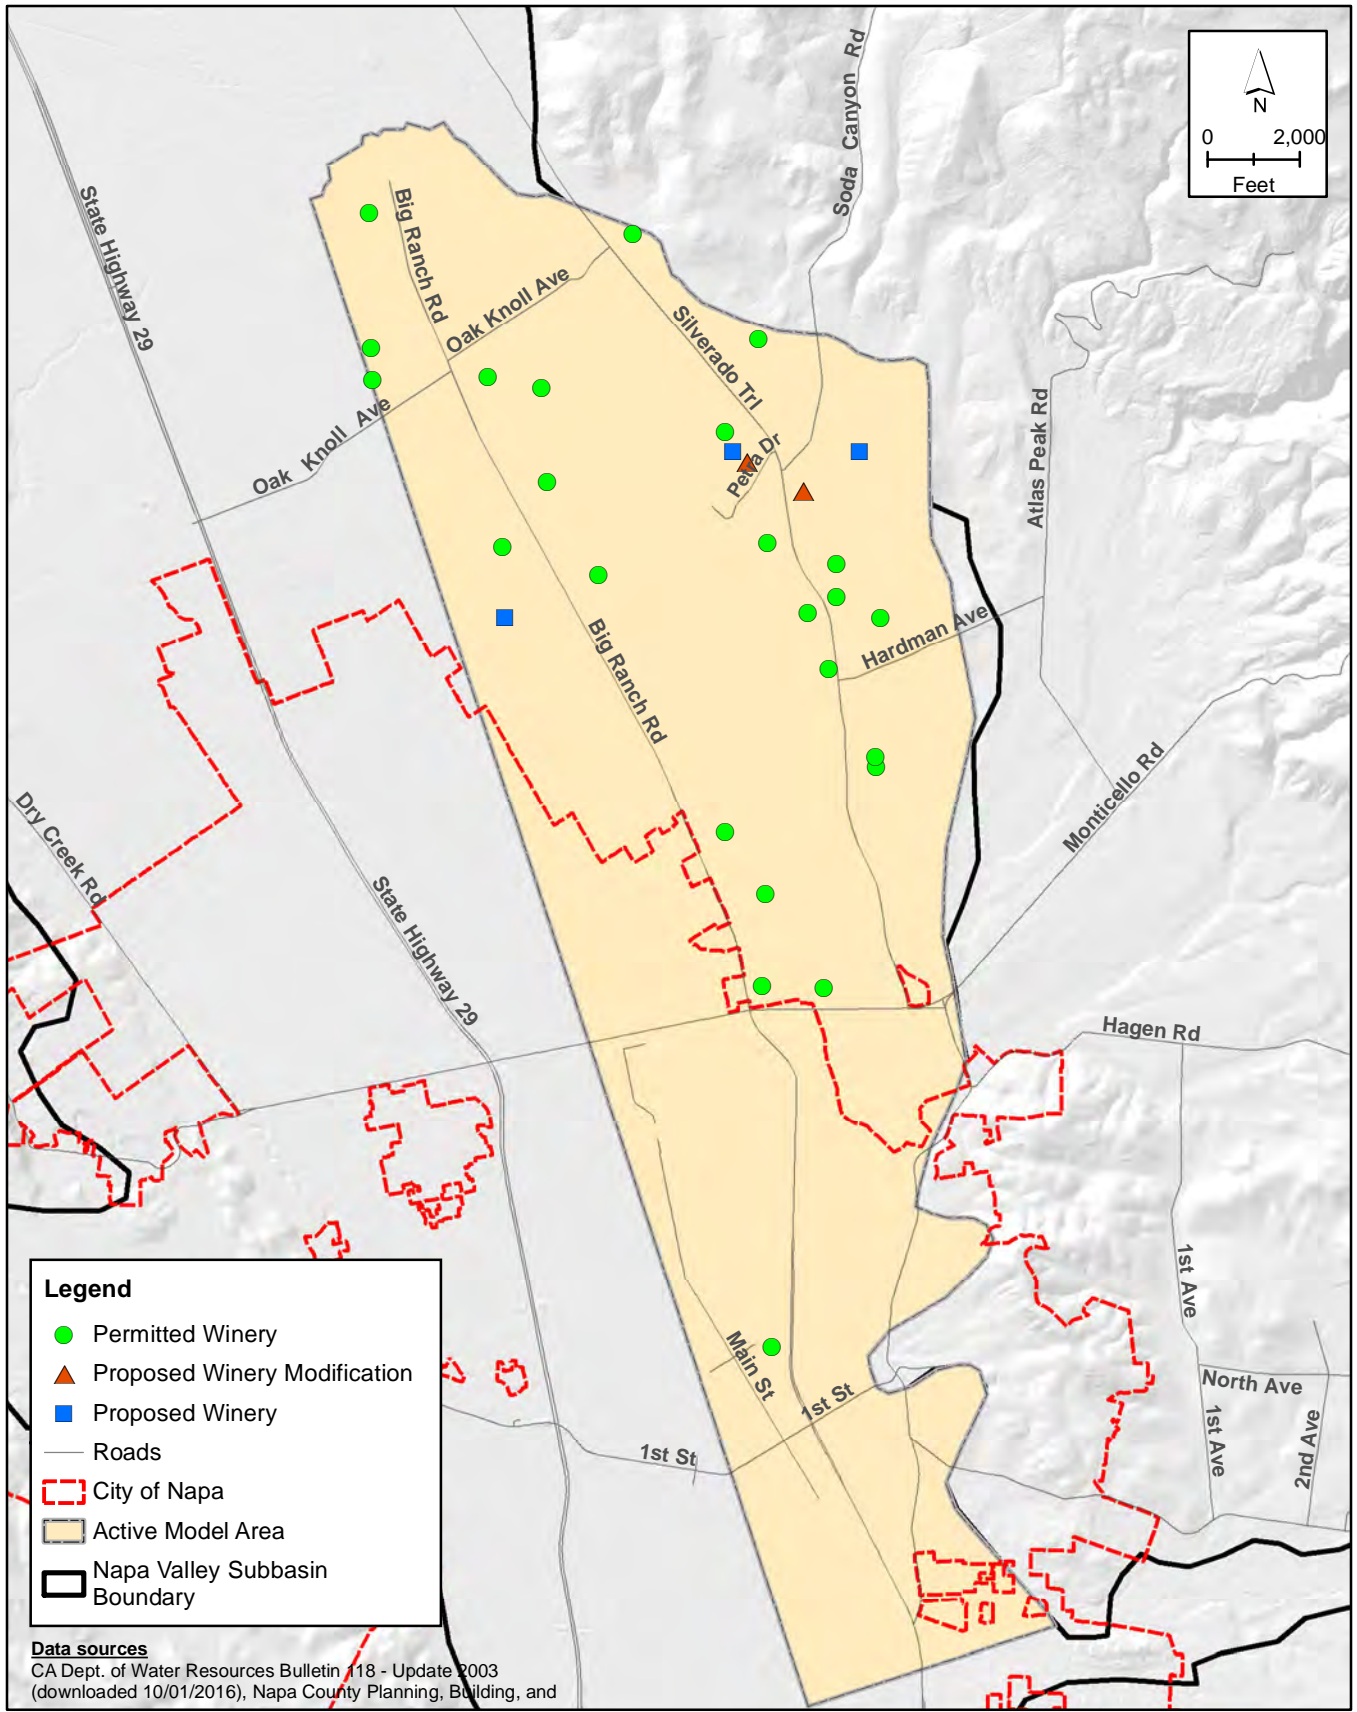 Soda Canyon Rd
N
0 2,000
Feet
State Highway 29
Big Ranch Rd
Oak Knoll Ave
Silverado Trl
Oak Knoll Ave
Petra Dr
Atlas Peak Rd
Hardman Ave
Big Ranch Rd
Monticello Rd
Dry Creek Rd
State Highway 29
Hagen Rd
1st Ave
Main St
1st St
North Ave
1st Ave
2nd Ave
1st St
Legend
Permitted Winery
Proposed Winery Modification
Proposed Winery
Roads
City of Napa
Active Model Area
Napa Valley Subbasin
Boundary
Data sources
CA Dept. of Water Resources Bulletin 118 - Update 2003
(downloaded 10/01/2016), Napa County Planning, Building, and